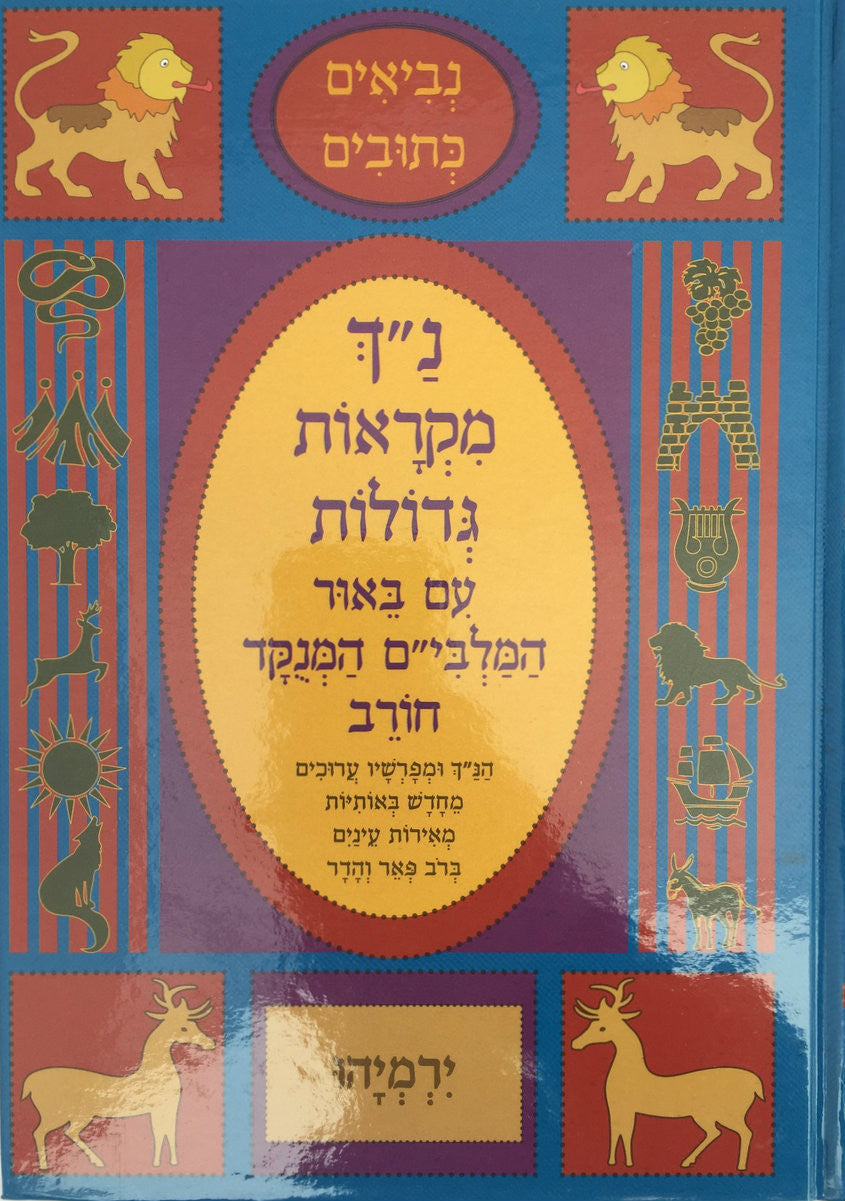 נְבִיאִים
כְּתוּבִים
נַ"ךְ
מִקְרָאוֹת
גְּדוֹלוֹת
עִם בֵּאוּר
הַמַּלְבִּי"ם הַמְּנֻקָּד
חוֹרֵב
הַנַּ"ךְ וּמְפָרְשָׁיו עֲרוּכִים
מֵחָדָשׁ בְּאוֹתִיּוֹת
מְאִירוֹת עֵינַיִם
בְּרֹב פְּאֵר וְהָדָר
יִרְמְיָהוּ